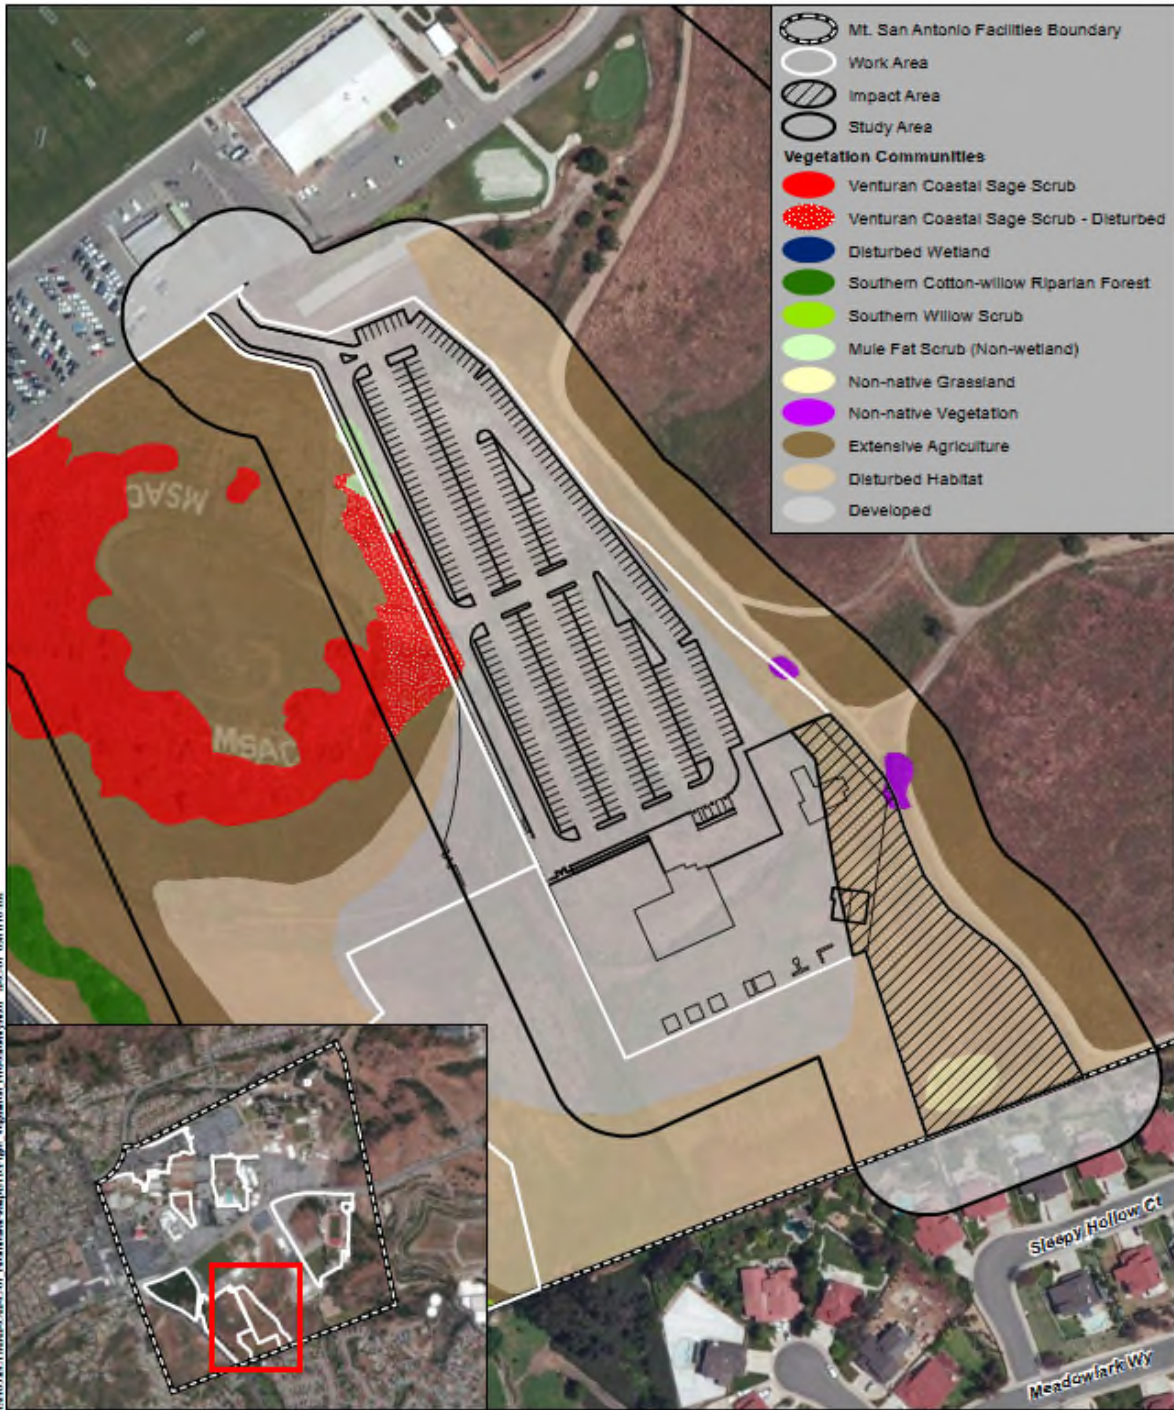 Mt. San Antonio Facilities Boundary
Work Area
Impact Area
Study Area
Vegetation Communities
Venturan Coastal Sage Scrub
Venturan Coastal Sage Scrub - Disturbed
Disturbed Wetland
Southern Cotton-willow Riparian Forest
Southern Willow Scrub
Mule Fat Scrub (Non-wetland)
Non-native Grassland
Non-native Vegetation
Extensive Agriculture
Disturbed Habitat
Developed
MSAC
MSAC
Sleepy Hollow Ct
Meadowlark Wy